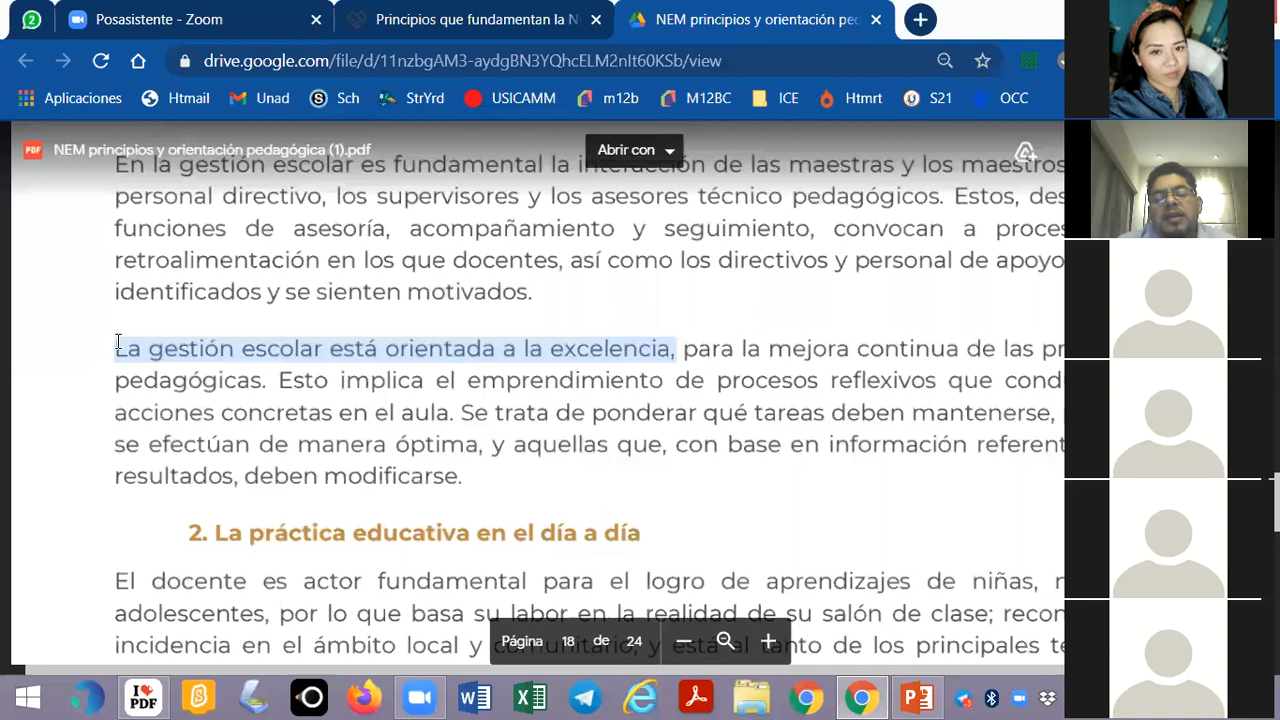 2
Posasistente - Zoom
Principios que fundamentan la N
NEM principios y orientación pe
drive.google.com/file/d/11nzbgAM3-aydgBN3YQhcELM2nIt60KSb/view
Aplicaciones
Htmail
Unad
Sch
StrYrd
USICAMM
m12b
M12BC
ICE
Htmrt
S21
OCC
PDF
NEM principios y orientación pedagógica (1).pdf
Abrir con
En la gestión escolar es fundamental la interacción de las maestras y los maestros
personal directivo, los supervisores y los asesores técnico pedagógicos. Estos, des
funciones de asesoría, acompañamiento y seguimiento, convocan a proces
retroalimentación en los que docentes, así como los directivos y personal de apoyo
identificados y se sienten motivados.
La gestión escolar está orientada a la excelencia, para la mejora continua de las pr
pedagógicas. Esto implica el emprendimiento de procesos reflexivos que cond
acciones concretas en el aula. Se trata de ponderar qué tareas deben mantenerse,
se efectúan de manera óptima, y aquellas que, con base en información referent
resultados, deben modificarse.
2. La práctica educativa en el día a día
El docente es actor fundamental para el logro de aprendizajes de niñas,
adolescentes, por lo que basa su labor en la realidad de su salón de clase; recon
incidencia en el ámbito local y comunitario, y está al tanto de los principales te
Página 18 de 24
I
PDF